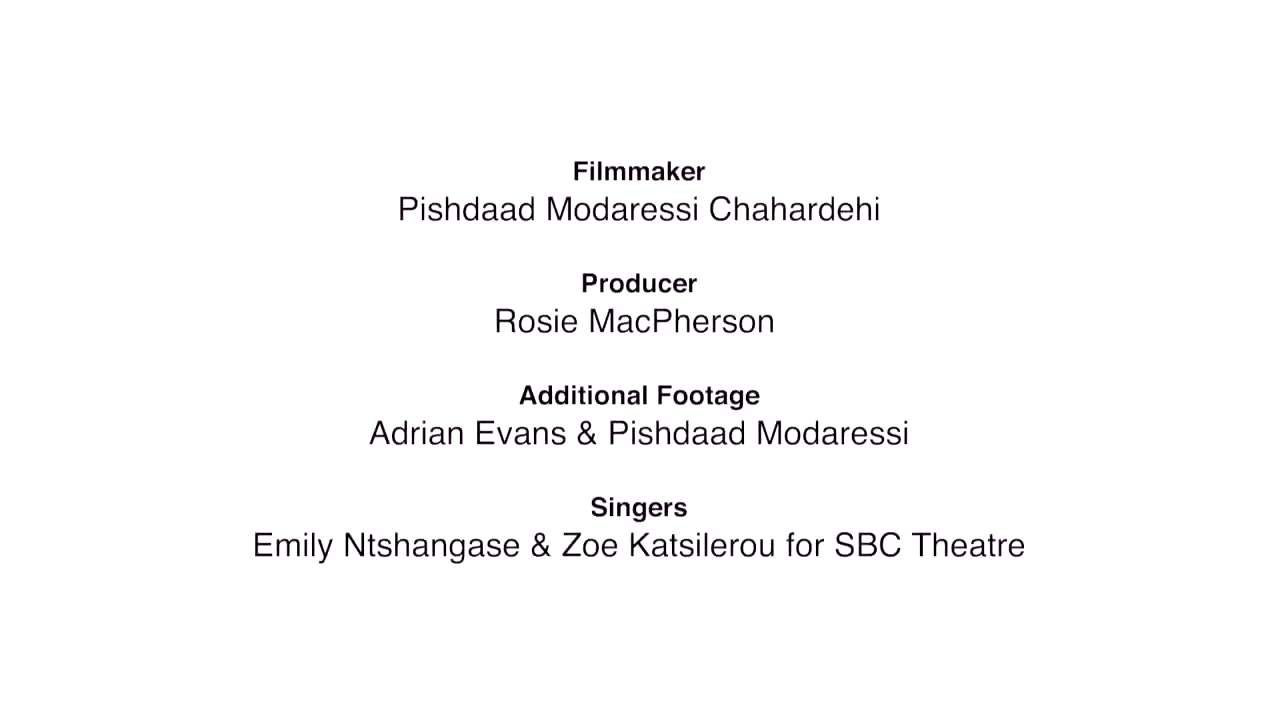 Filmmaker
Pishdaad Modaressi Chahardehi
Producer
Rosie MacPherson
Additional Footage
Adrian Evans & Pishdaad Modaressi
Singers
Emily Ntshangase & Zoe Katsilerou for SBC Theatre